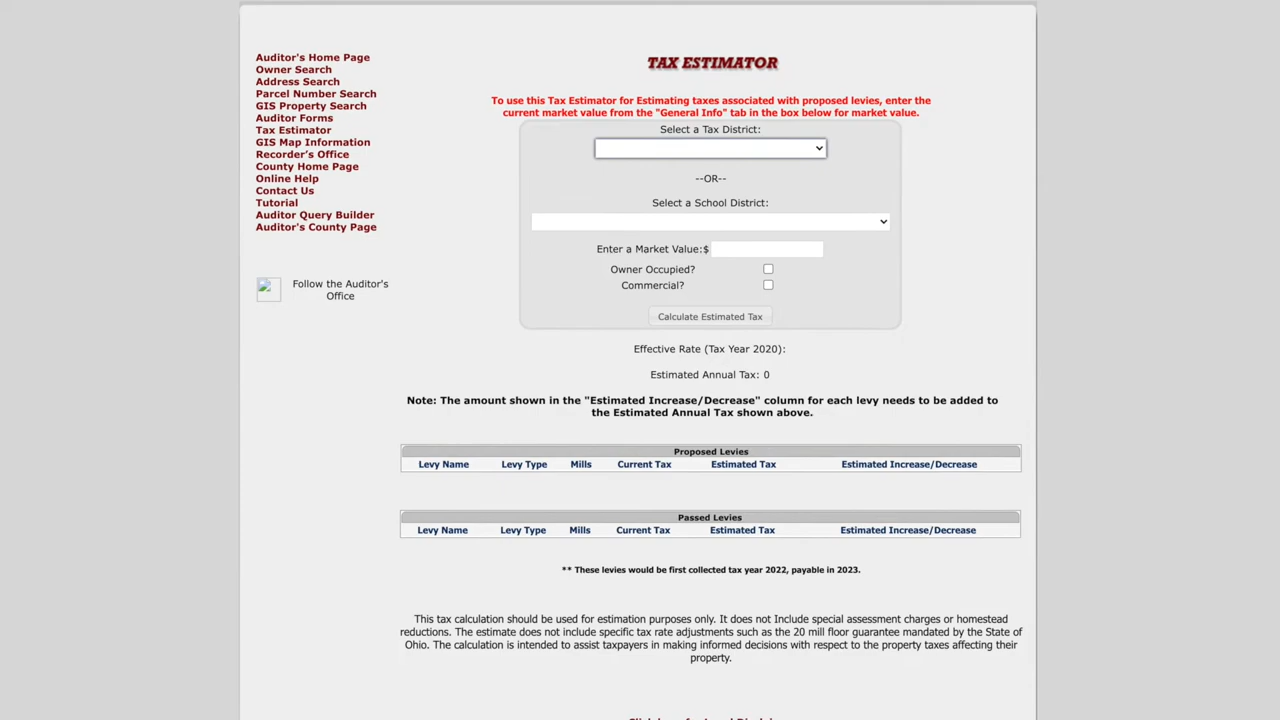 Auditor's Home Page
Owner Search
Address Search
Parcel Number Search
GIS Property Search
Auditor Forms
Tax Estimator
GIS Map Information
Recorder's Office
County Home Page
Online Help
Contact Us
Tutorial
Auditor Query Builder
Auditor's County Page
Follow the Auditor's
Office
TAX ESTIMATOR
To use this Tax Estimator for Estimating taxes associated with proposed levies, enter the
current market value from the "General Info" tab in the box below for market value.
Select a Tax District:
--OR--
Select a School District:
Enter a Market Value:$
Owner Occupied?
Commercial?
Calculate Estimated Tax
Effective Rate (Tax Year 2020):
Estimated Annual Tax: 0
Note: The amount shown in the "Estimated Increase/Decrease" column for each levy needs to be added to
the Estimated Annual Tax shown above.
Proposed Levies
Levy Name Levy Type Mills Current Tax Estimated Tax Estimated Increase/Decrease
Passed Levies
Levy Name Levy Type Mills Current Tax Estimated Tax Estimated Increase/Decrease
** These levies would be first collected tax year 2022, payable in 2023.
This tax calculation should be used for estimation purposes only. It does not Include special assessment charges or homestead
reductions. The estimate does not include specific tax rate adjustments such as the 20 mill floor guarantee mandated by the State of
Ohio. The calculation is intended to assist taxpayers in making informed decisions with respect to the property taxes affecting their
property.